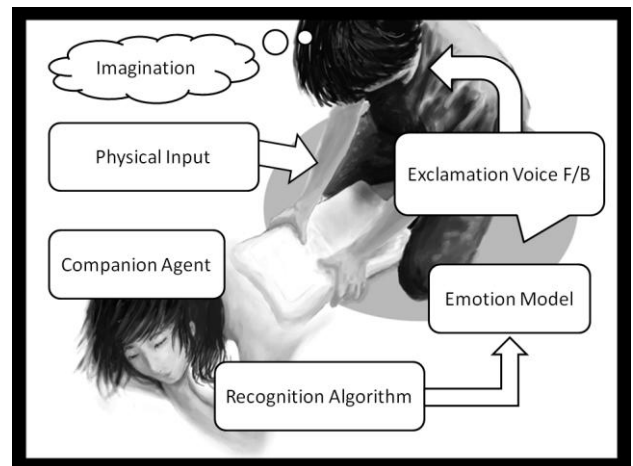 Imagination
Physical Input
Exclamation Voice F/B
Companion Agent
Emotion Model
Recognition Algorithm